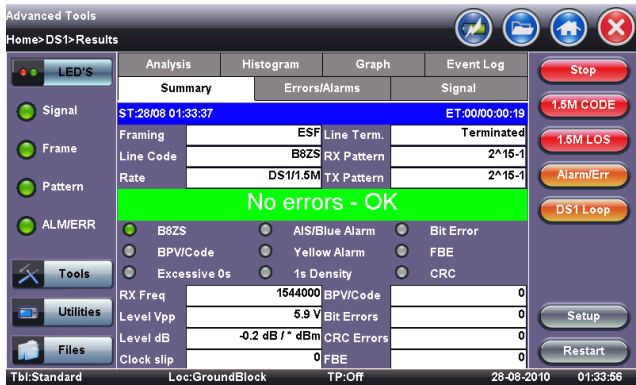 Advanced Tools
Home>DS1>Results
LED'S
Analysis Histogram Graph Event Log
Stop
Summary Errors/Alarms Signal
Signal
ST:28/08 01:33:37 ET:00/00:00:19
1.5M CODE
Framing ESF Line Term. Terminated
1.5M LOS
Frame
Line Code B8ZS RX Pattern 2^15-1
Rate DS1/1.5M TX Pattern 2^15-1
Alarm/Err
Pattern
No errors - OK
DS1 Loop
ALM/ERR
B8ZS AIS/Blue Alarm Bit Error
BPV/Code Yellow Alarm FBE
Excessive 0s 1s Density CRC
Tools
RX Freq 1544000 BPV/Code 0
Utilities
Level Vpp 5.9 V Bit Errors 0
Setup
Level dB -0.2 dB / * dBm CRC Errors 0
Files
Clock slip 0 FBE 0
Restart
Tbl:Standard Loc:GroundBlock TP:Off 28-08-2010 01:33:56